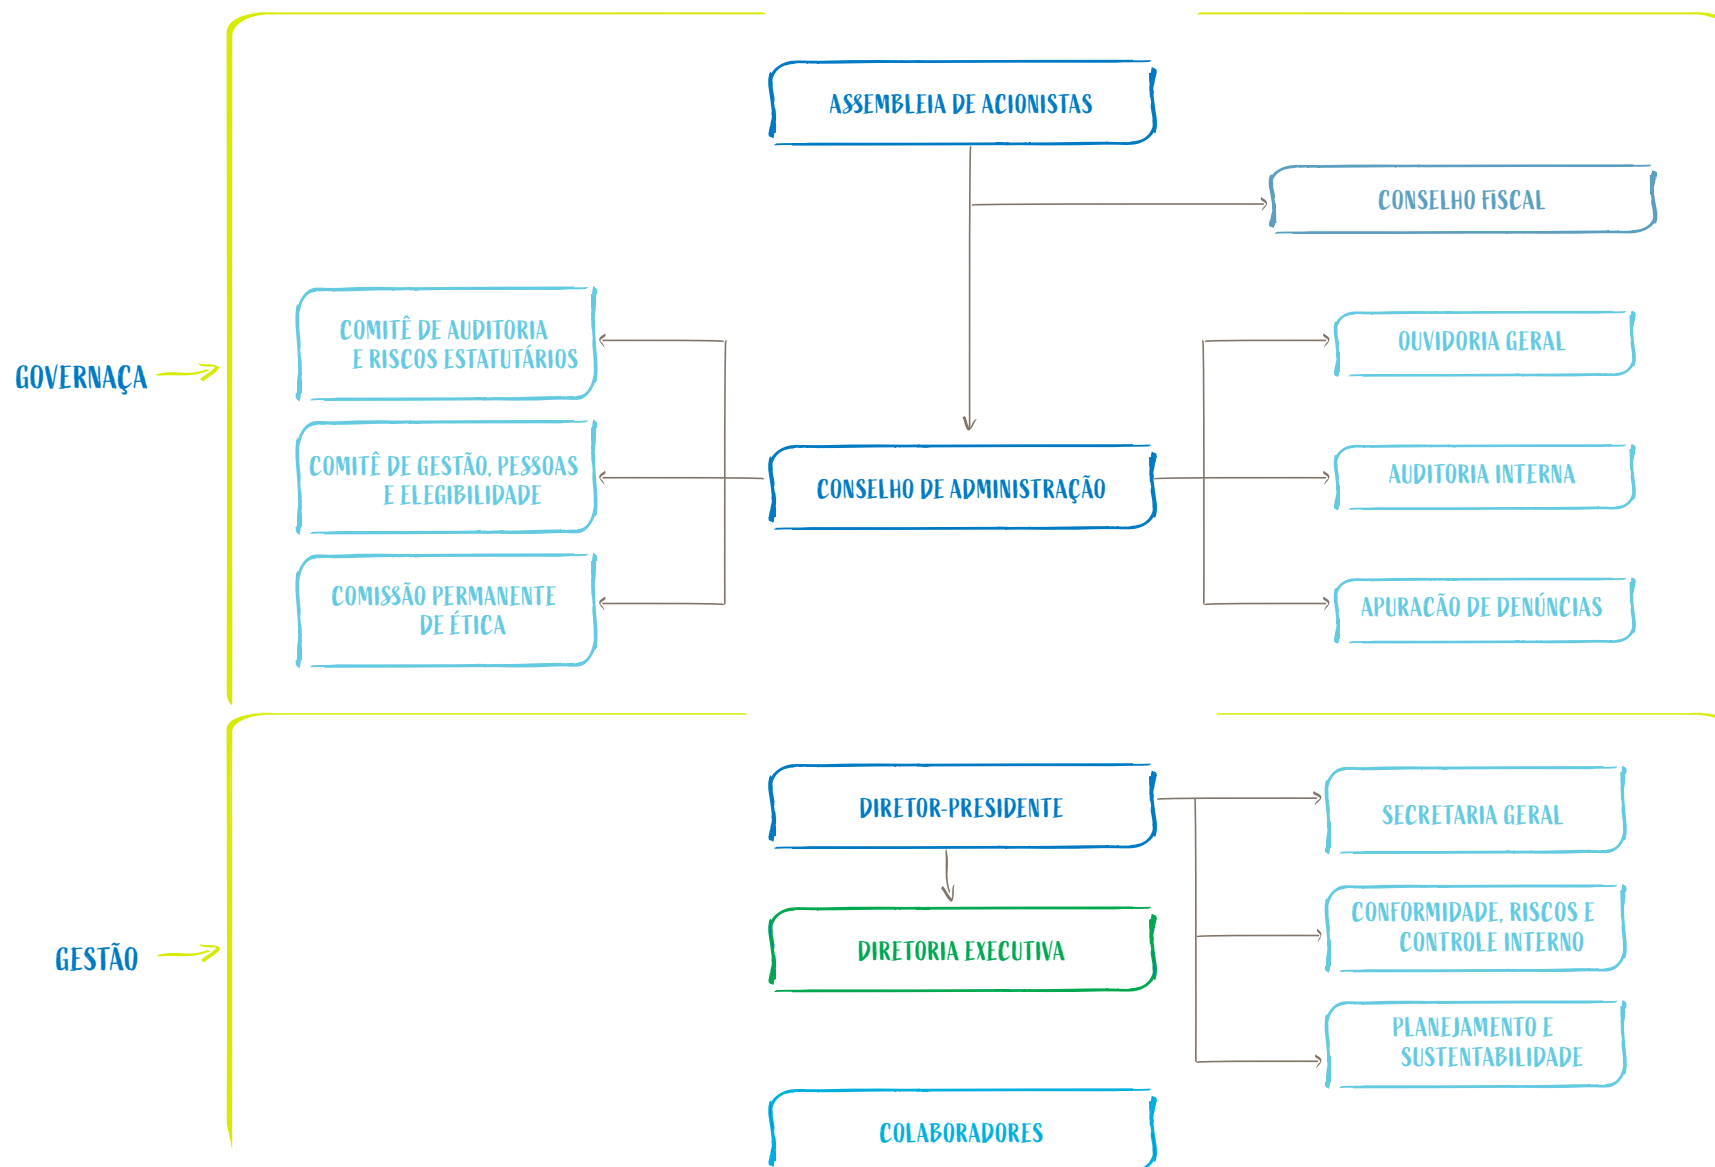 ASSEMBLEIA DE ACIONISTAS
CONSELHO FISCAL
COMITÊ DE AUDITORIA
E RISCOS ESTATUTÁRIOS
OUVIDORIA GERAL
GOVERNAÇA
COMITÊ DE GESTÃO, PESSOAS
E ELEGIBILIDADE
CONSELHO DE ADMINISTRAÇÃO
AUDITORIA INTERNA
COMISSÃO PERMANENTE
DE ÉTICA
APURACÃO DE DENÚNCIAS
DIRETOR-PRESIDENTE
SECRETARIA GERAL
GESTÃO
DIRETORIA EXECUTIVA
CONFORMIDADE, RISCOS E
CONTROLE INTERNO
PLANEJAMENTO E
SUSTENTABILIDADE
COLABORADORES